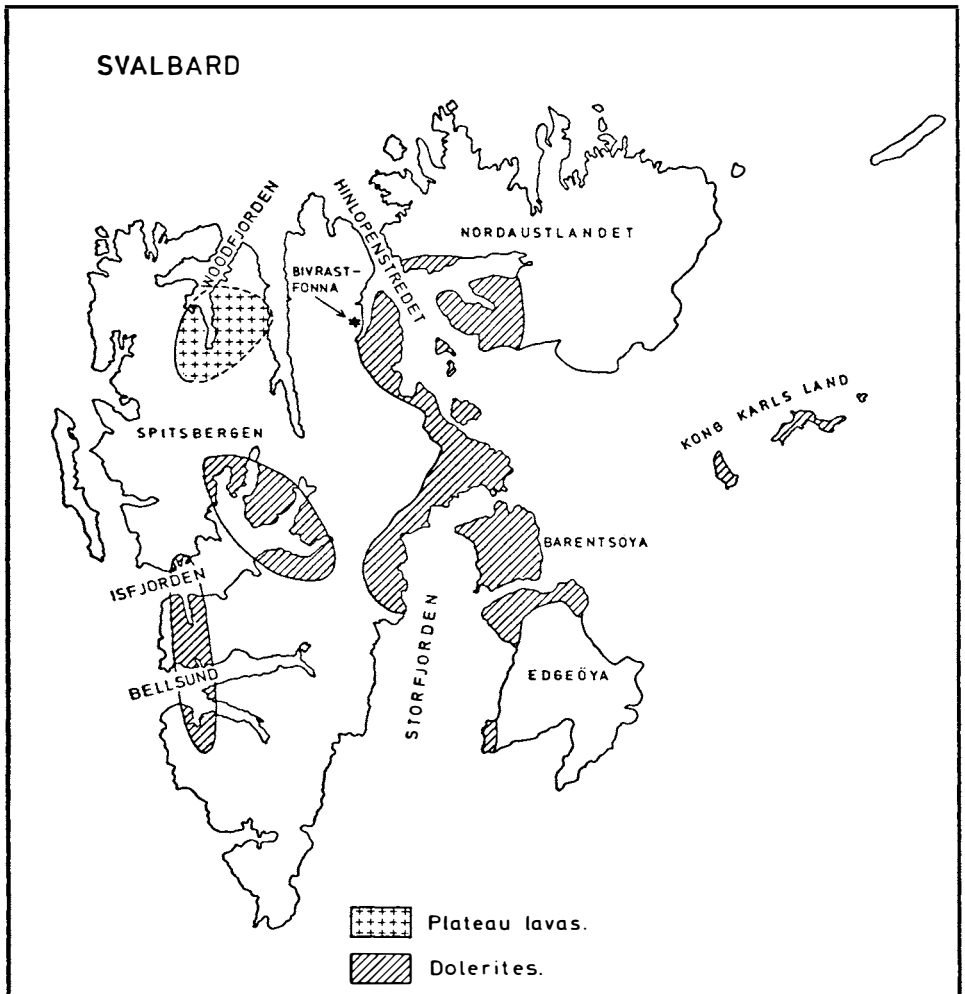 SVALBARD
WOODFJORDEN
HINLOPENSTREDET
NORDAUSTLANDET
BIVRAST-
FONNA
KONG KARLS LAND
SPITSBERGEN
BARENTSOYA
ISFJORDEN
STORFJORDEN
BELLSUND
EDGEÖYA
Plateau lavas.
Dolerites.